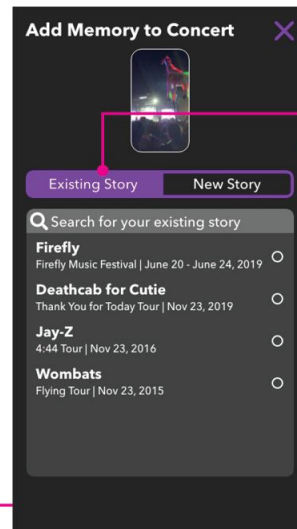 Add Memory to Concert
Existing Story
New Story
Search for your existing story
Firefly
Firefly Music Festival | June 20 - June 24, 2019
Deathcab for Cutie
Thank You for Today Tour | Nov 23, 2019
Jay-Z
4:44 Tour | Nov 23, 2016
Wombats
Flying Tour | Nov 23, 2015